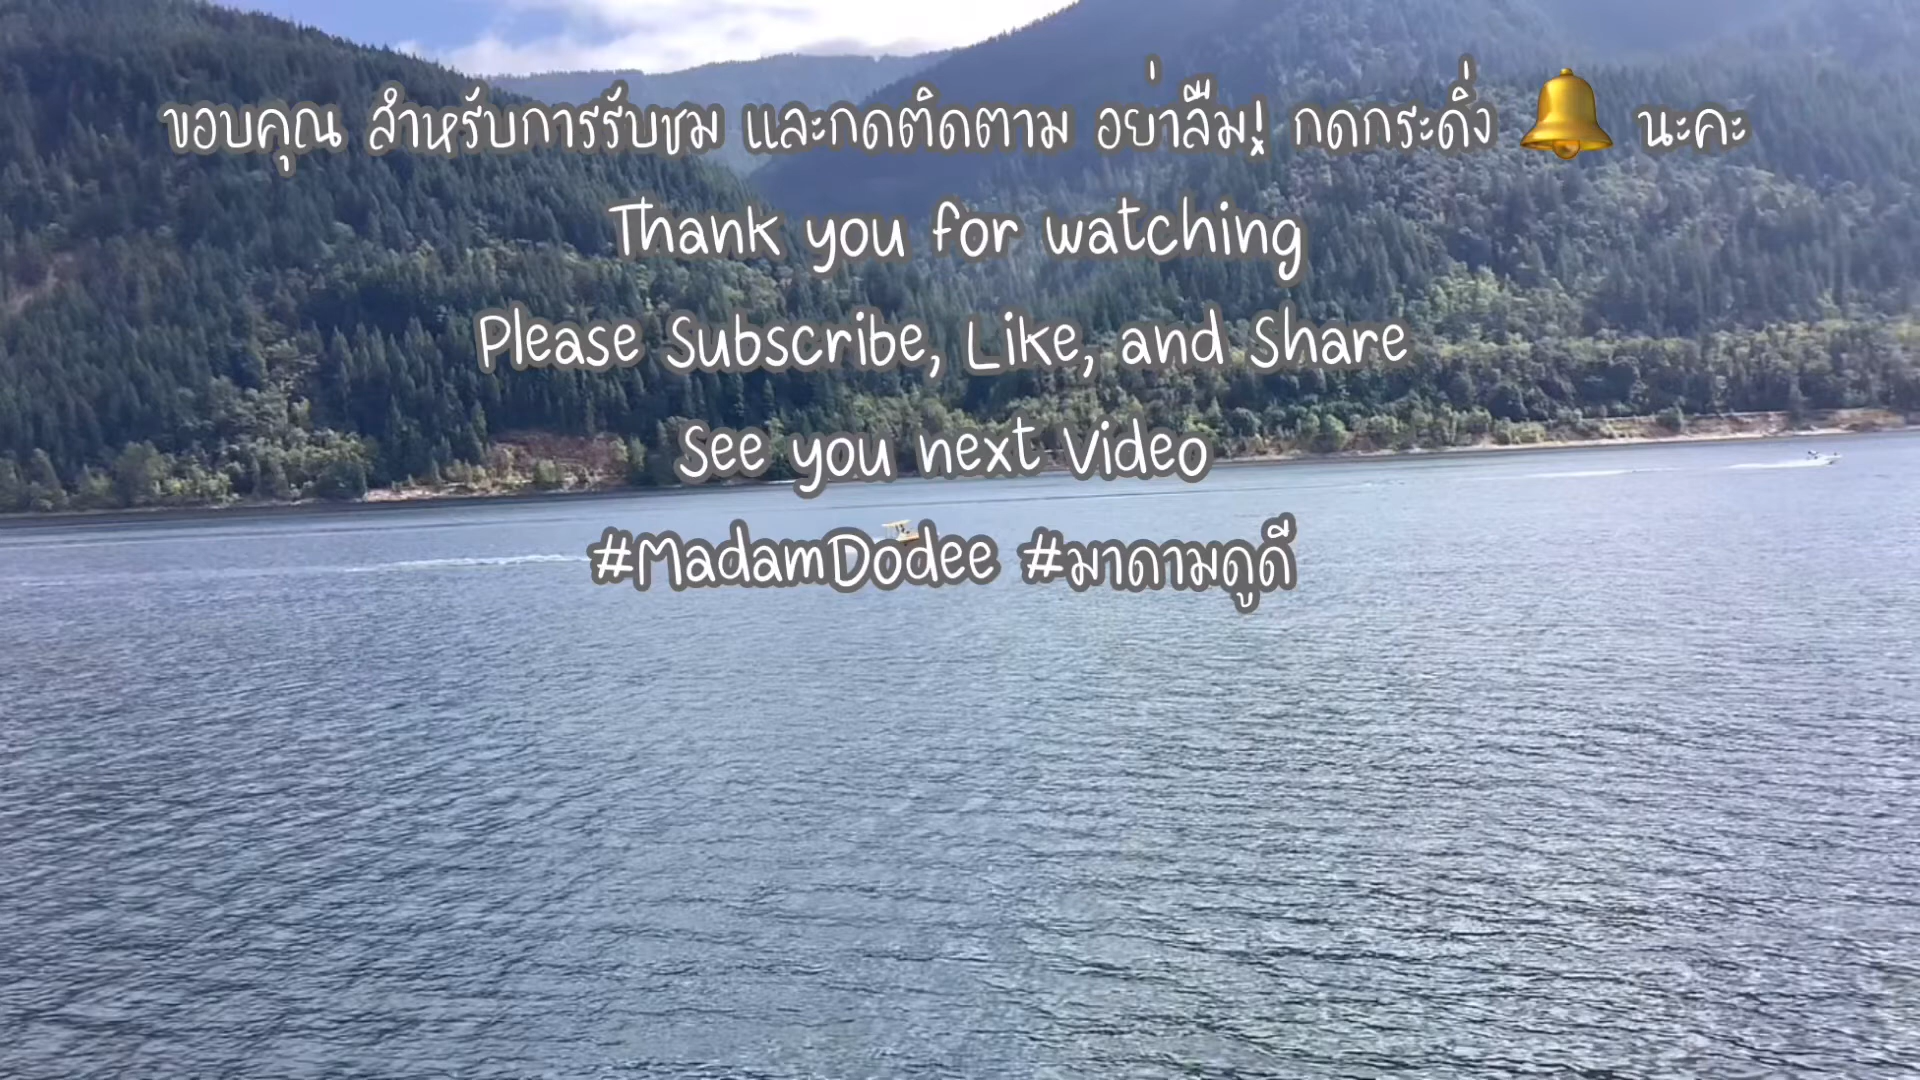 ขอบคุณ สำหรับการรับชม และกดติดตาม อย่าลืม! กดกระดิ่ง 🔔 นะคะ
Thank you for watching
Please Subscribe, Like, and Share
See you next Video
#MadamDodee #มาดามดูดี